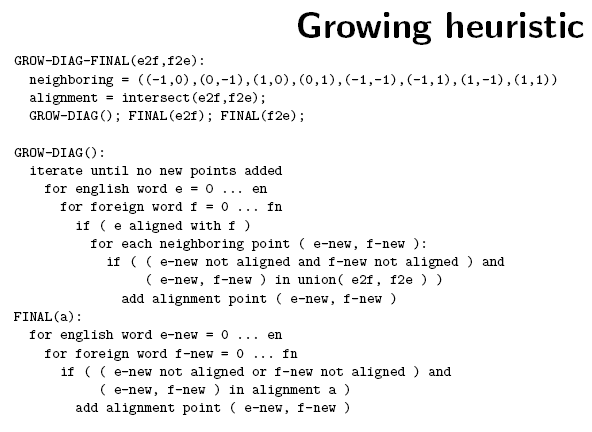 Growing heuristic
GROW-DIAG-FINAL(e2f,f2e):
neighboring = ((-1,0),(0,-1),(1,0),(0,1),(-1,-1),(-1,1),(1,-1),(1,1))
alignment = intersect(e2f,f2e);
GROW-DIAG(); FINAL(e2f); FINAL(f2e);
GROW-DIAG():
iterate until no new points added
for english word e = 0 ... en
for foreign word f = 0 ... fn
if ( e aligned with f )
for each neighboring point ( e-new, f-new ):
if ( ( e-new not aligned and f-new not aligned ) and
( e-new, f-new ) in union( e2f, f2e ) )
add alignment point ( e-new, f-new )
FINAL(a):
for english word e-new = 0 ... en
for foreign word f-new = 0 ... fn
if ( ( e-new not aligned or f-new not aligned ) and
( e-new, f-new ) in alignment a )
add alignment point ( e-new, f-new )